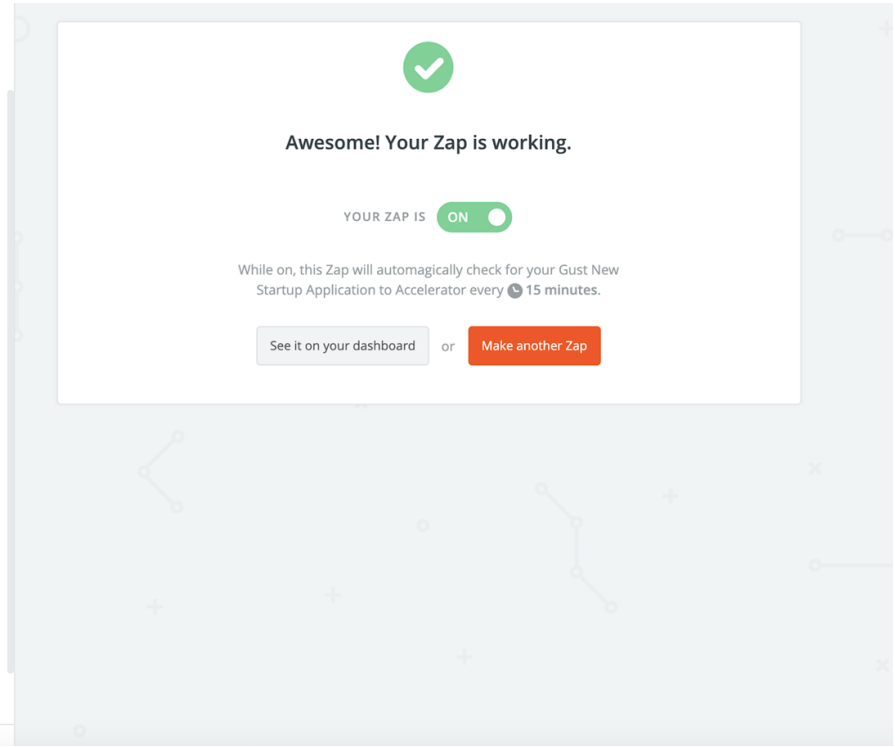 Awesome! Your Zap is working.
YOUR ZAP IS ON
While on, this Zap will automagically check for your Gust New
Startup Application to Accelerator every 15 minutes.
See it on your dashboard or Make another Zap